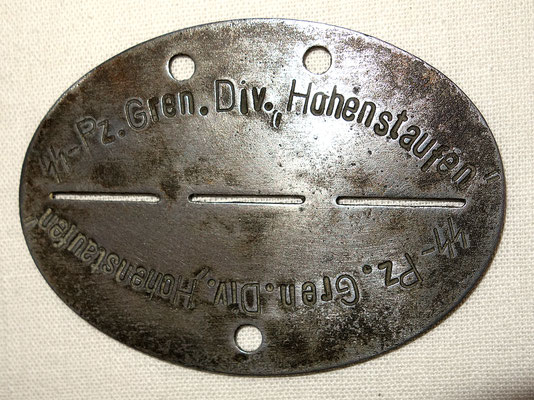 ᛋᛋ-Pz. Gren. Div. „Hohenstaufen"
ᛋᛋ-Pz. Gren. Div. „Hohenstaufen"